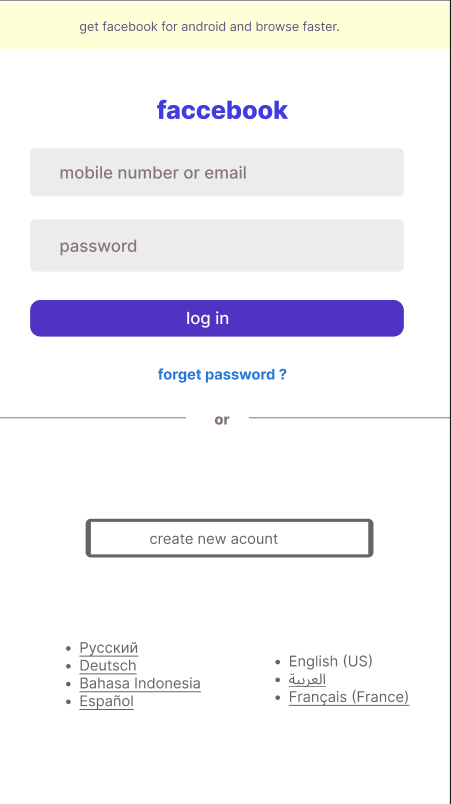 get facebook for android and browse faster.
faccebook
mobile number or email
password
log in
forget password ?
or
create new acount
Русский
Deutsch
Bahasa Indonesia
Español
English (US)
العربية
Français (France)